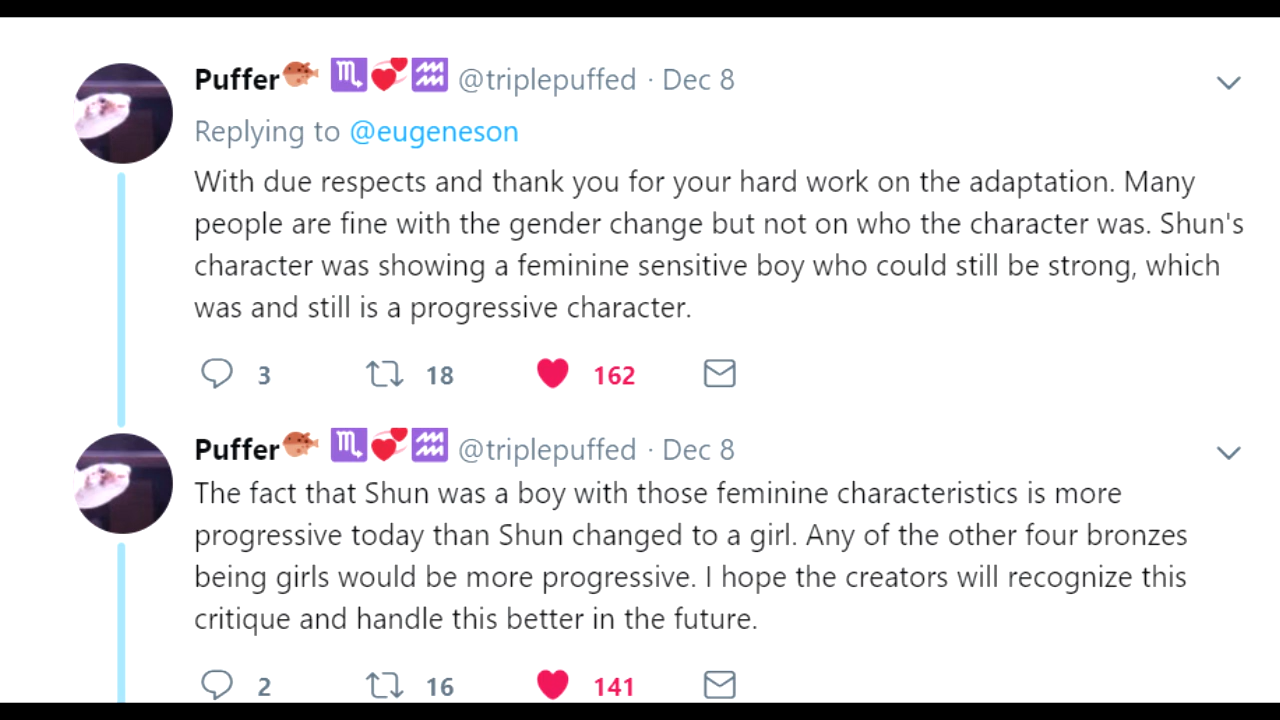 Puffer🐡 ♏💞♒ @triplepuffed · Dec 8
Replying to @eugeneson
With due respects and thank you for your hard work on the adaptation. Many
people are fine with the gender change but not on who the character was. Shun's
character was showing a feminine sensitive boy who could still be strong, which
was and still is a progressive character.
3 18 162
Puffer🐡 ♏💞♒ @triplepuffed · Dec 8
The fact that Shun was a boy with those feminine characteristics is more
progressive today than Shun changed to a girl. Any of the other four bronzes
being girls would be more progressive. I hope the creators will recognize this
critique and handle this better in the future.
2 16 141